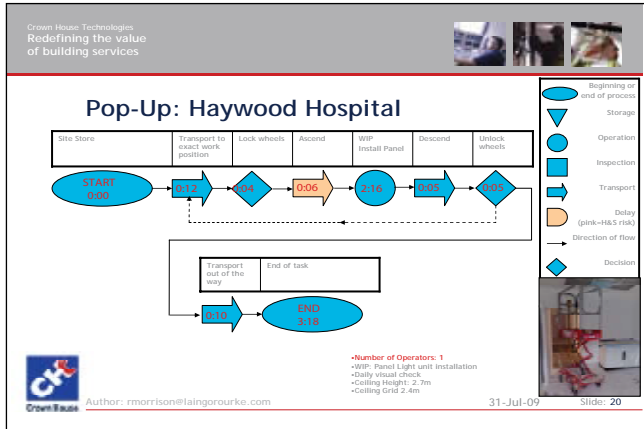 Crown House Technologies
Redefining the value
of building services
Pop-Up: Haywood Hospital
Site Store
Transport to
exact work
position
Lock wheels
Ascend
WIP
Install Panel
Descend
Unlock
wheels
START
0:00
0:12
0:04
0:06
2:16
0:05
0:05
Transport
out of the
way
End of task
0:10
END
3:18
Beginning or
end of process
Storage
Operation
Inspection
Transport
Delay
(pink=H&S risk)
Direction of flow
Decision
•Number of Operators: 1
•WIP: Panel Light unit installation
•Daily visual check
•Ceiling Height: 2.7m
•Ceiling Grid 2.4m
CH
Crown House
Author: rmorrison@laingorourke.com
31-Jul-09
Slide: 20